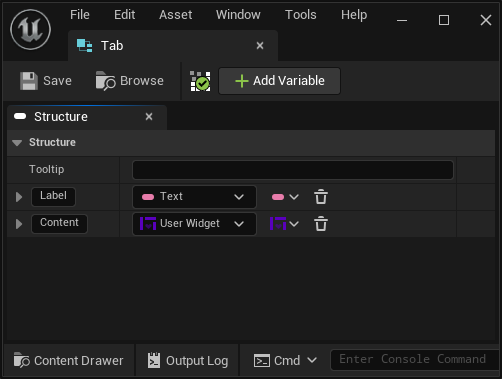 File Edit Asset Window Tools Help
Tab
Save Browse Add Variable
Structure
Structure
Tooltip
Label Text
Content User Widget
Content Drawer Output Log Cmd Enter Console Command